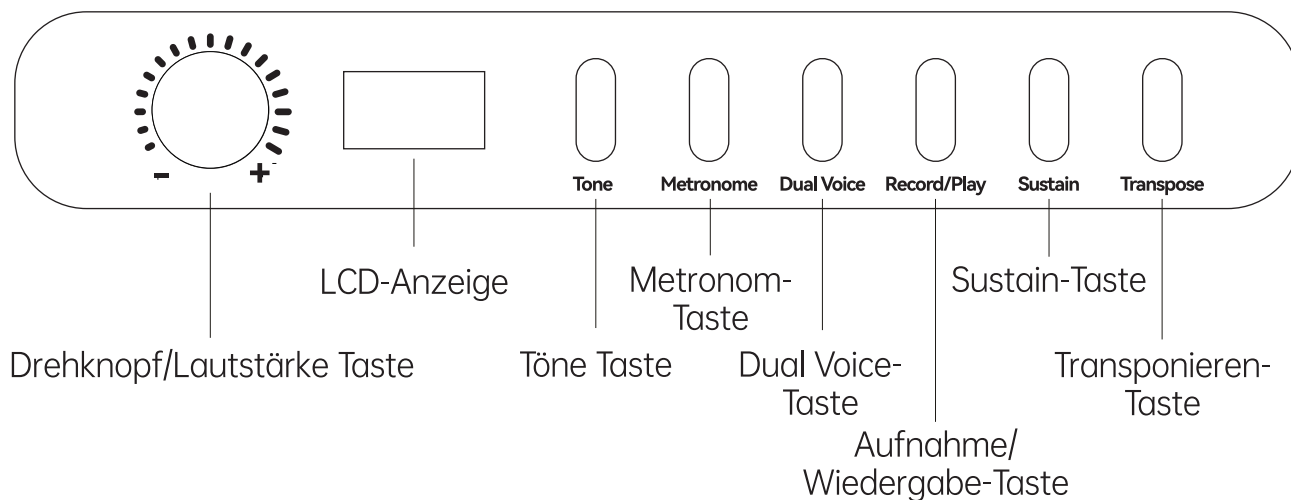 - +
Tone Metronome Dual Voice Record/Play Sustain Transpose
LCD-Anzeige
Metronom-
Taste
Sustain-Taste
Drehknopf/Lautstärke Taste
Töne Taste
Dual Voice-
Taste
Transponieren-
Taste
Aufnahme/
Wiedergabe-Taste